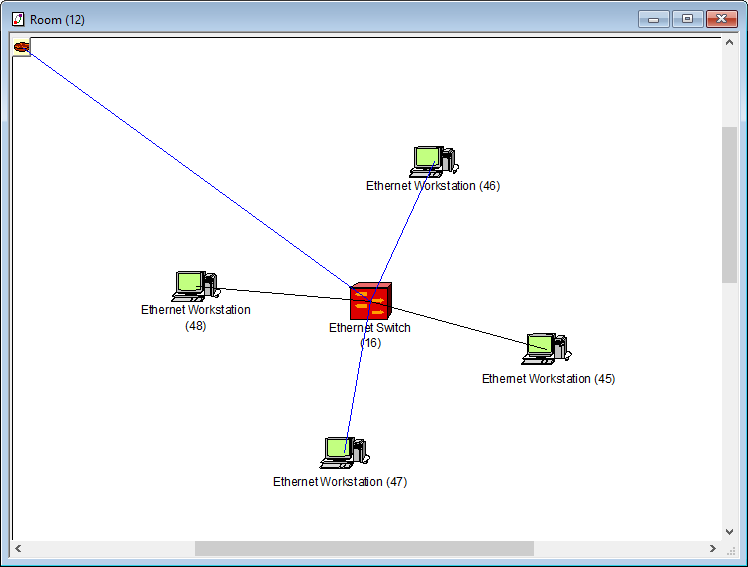 Room (12)
Ethernet Workstation (46)
Ethernet Workstation
(48)
Ethernet Switch
(16)
Ethernet Workstation (45)
Ethernet Workstation (47)